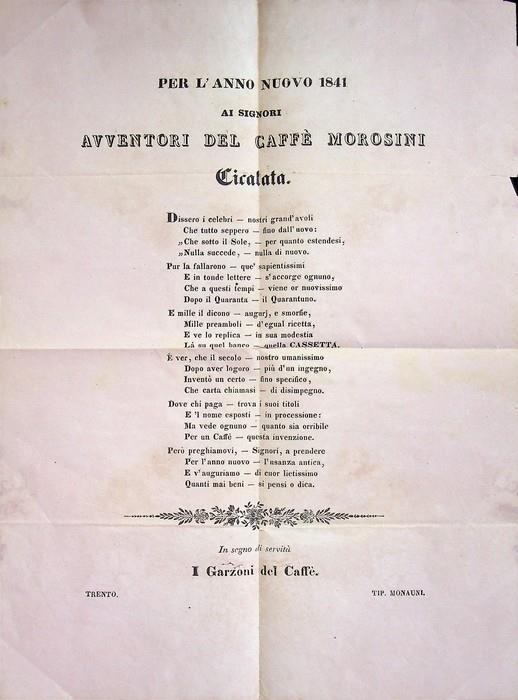 PER L'ANNO NUOVO 1841
AI SIGNORI
AVVENTORI DEL CAFFÈ MOROSINI
Cicalata.
Dissero i celebri — nostri grand'avoli
Che tutto seppero — fino dall'uovo:
„Che sotto il Sole, — per quanto estendesi,
„Nulla succede, — nulla di nuovo.
Pur la fallarono — que' sapientissimi
E in tonde lettere — s'accorge ognuno,
Che a questi tempi — viene or nuovissimo
Dopo il Quaranta — il Quarantuno.
E mille il dicono — augurj, e smorfie,
Mille preamboli — d'egual ricetta,
E ve lo replica — in sua modestia
Là su quel banco — quella CASSETTA.
È ver, che il secolo — nostro umanissimo
Dopo aver logoro — più d'un ingegno,
Inventò un certo — fino specifico,
Che carta chiamasi — di disimpegno.
Dove chi paga — trova i suoi titoli
E 'l nome esposti — in processione:
Ma vede ognuno — quanto sia orribile
Per un Caffé — questa invenzione.
Però preghiamovi, — Signori, a prendere
Per l'anno nuovo — l'usanza antica,
E v'auguriamo — di cuor lietissimo
Quanti mai beni — si pensi o dica.
In segno di servità
I Garzoni del Caffè.
TRENTO. TIP. MONAUNI.